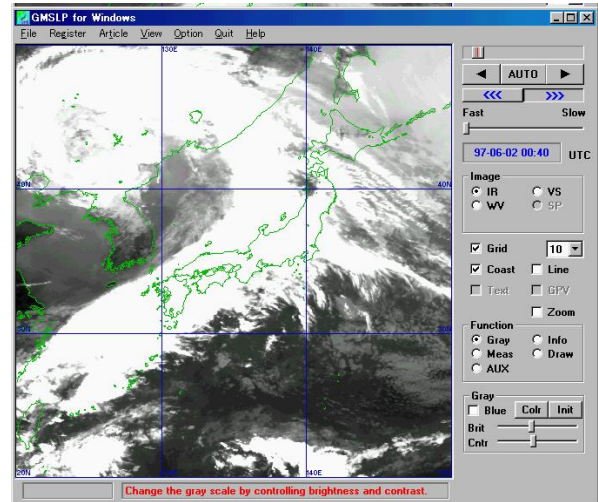 GMSLP for Windows
File Register Article View Option Quit Help
130E 140E
◀ AUTO ▶
<<< >>>
Fast Slow
97-06-02 00:40 UTC
Image
IR VS
WV SP
40N 40N
Grid 10
Coast Line
Text GPV
Zoom
30N 30N
Function
Gray Info
Meas Draw
AUX
Gray
Blue Colr Init
Brit
Cntr
20N 130E 140E
Change the gray scale by controlling brightness and contrast.